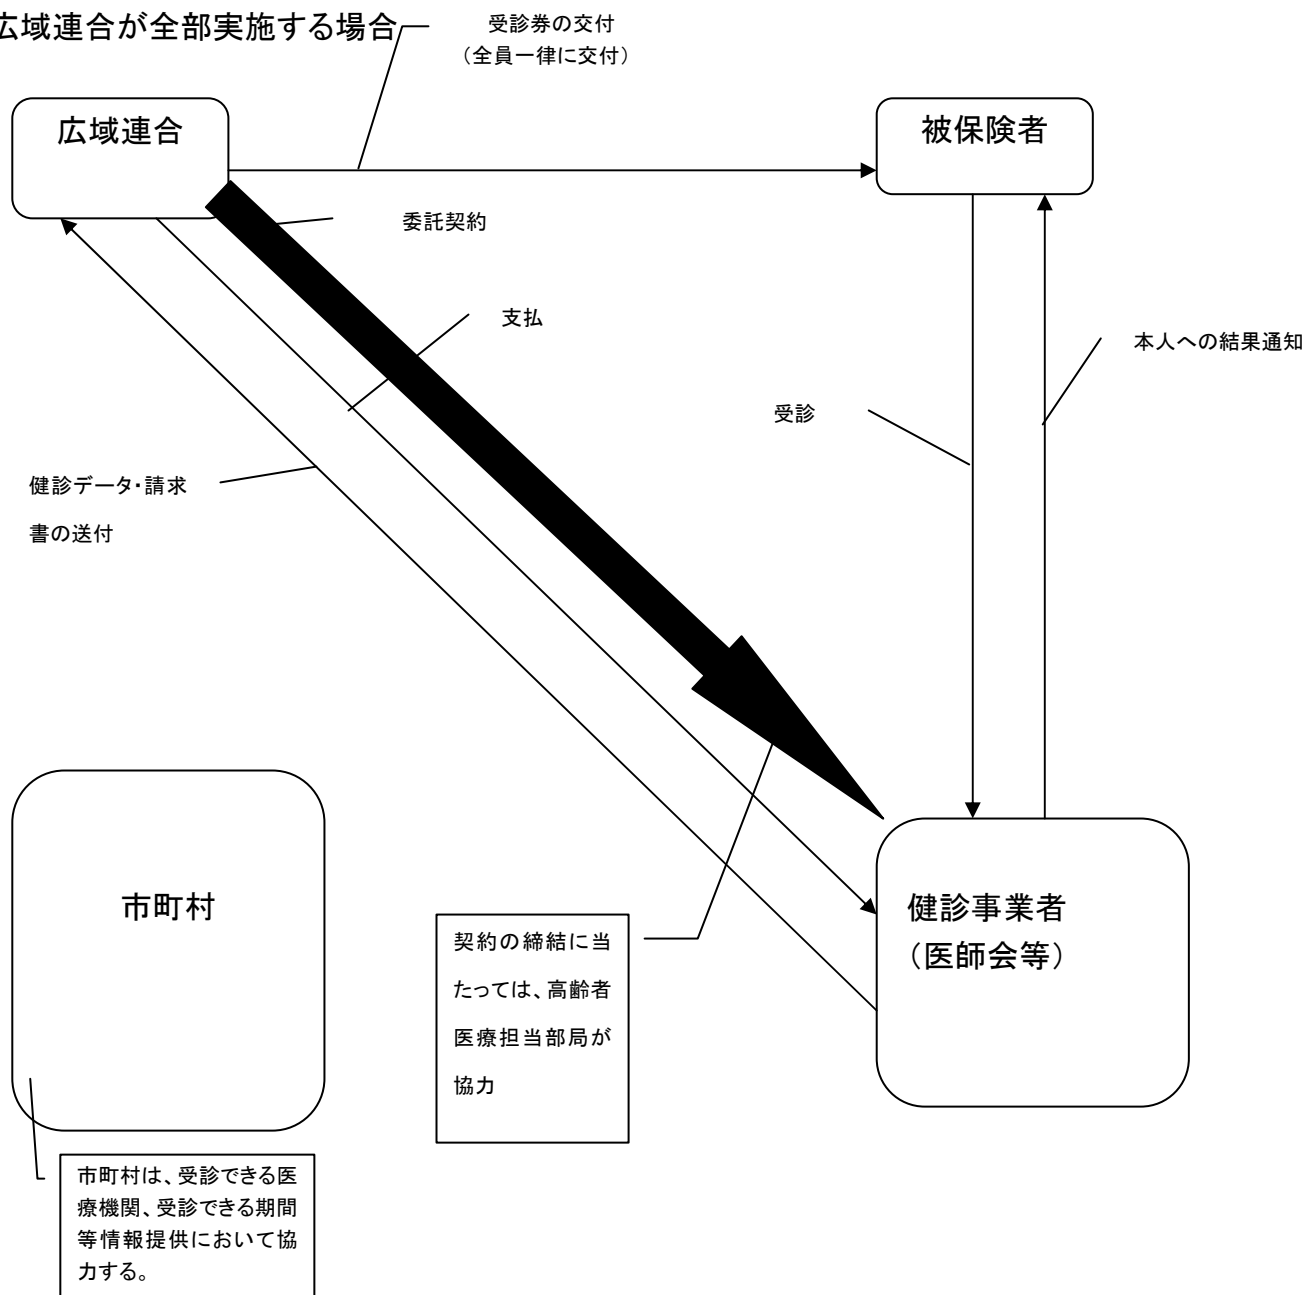 広域連合が全部実施する場合
受診券の交付
（全員一律に交付）
広域連合
被保険者
委託契約
支払
本人への結果通知
受診
健診データ・請求
書の送付
市町村
健診事業者
（医師会等）
契約の締結に当
たっては、高齢者
医療担当部局が
協力
市町村は、受診できる医
療機関、受診できる期間
等情報提供において協
力する。